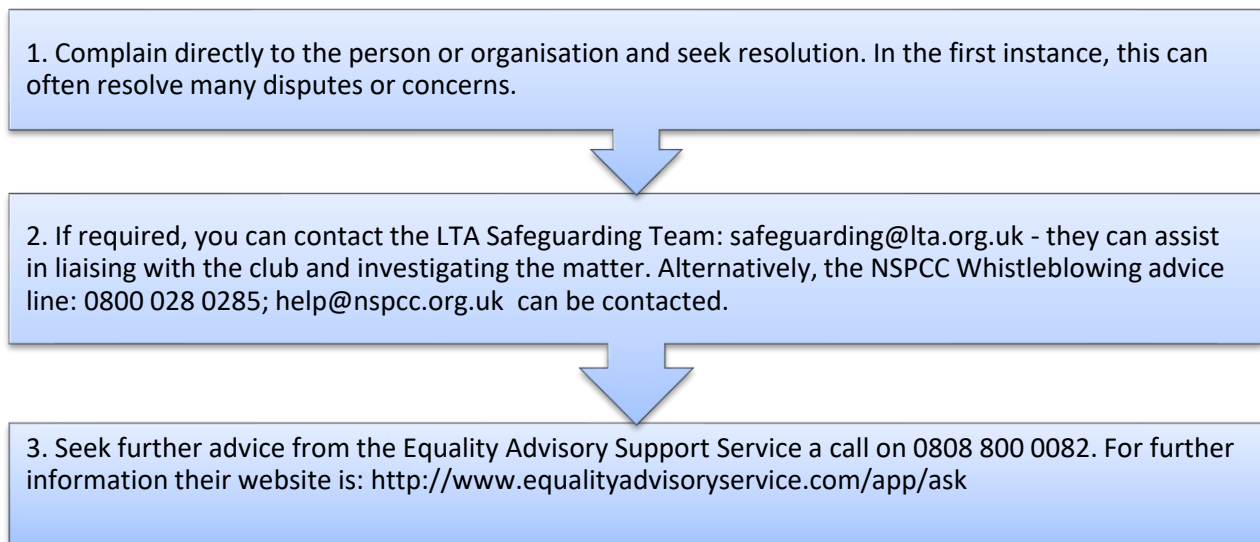 1. Complain directly to the person or organisation and seek resolution. In the first instance, this can
often resolve many disputes or concerns.
2. If required, you can contact the LTA Safeguarding Team: safeguarding@lta.org.uk - they can assist
in liaising with the club and investigating the matter. Alternatively, the NSPCC Whistleblowing advice
line: 0800 028 0285; help@nspcc.org.uk can be contacted.
3. Seek further advice from the Equality Advisory Support Service a call on 0808 800 0082. For further
information their website is: http://www.equalityadvisoryservice.com/app/ask